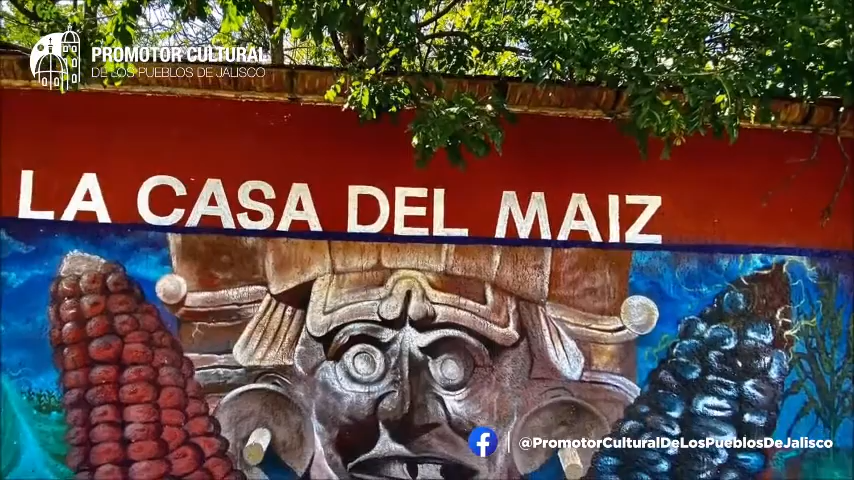 PROMOTOR CULTURAL
DE LOS PUEBLOS DE JALISCO
LA CASA DEL MAIZ
@PromotorCulturalDeLosPueblosDeJalisco